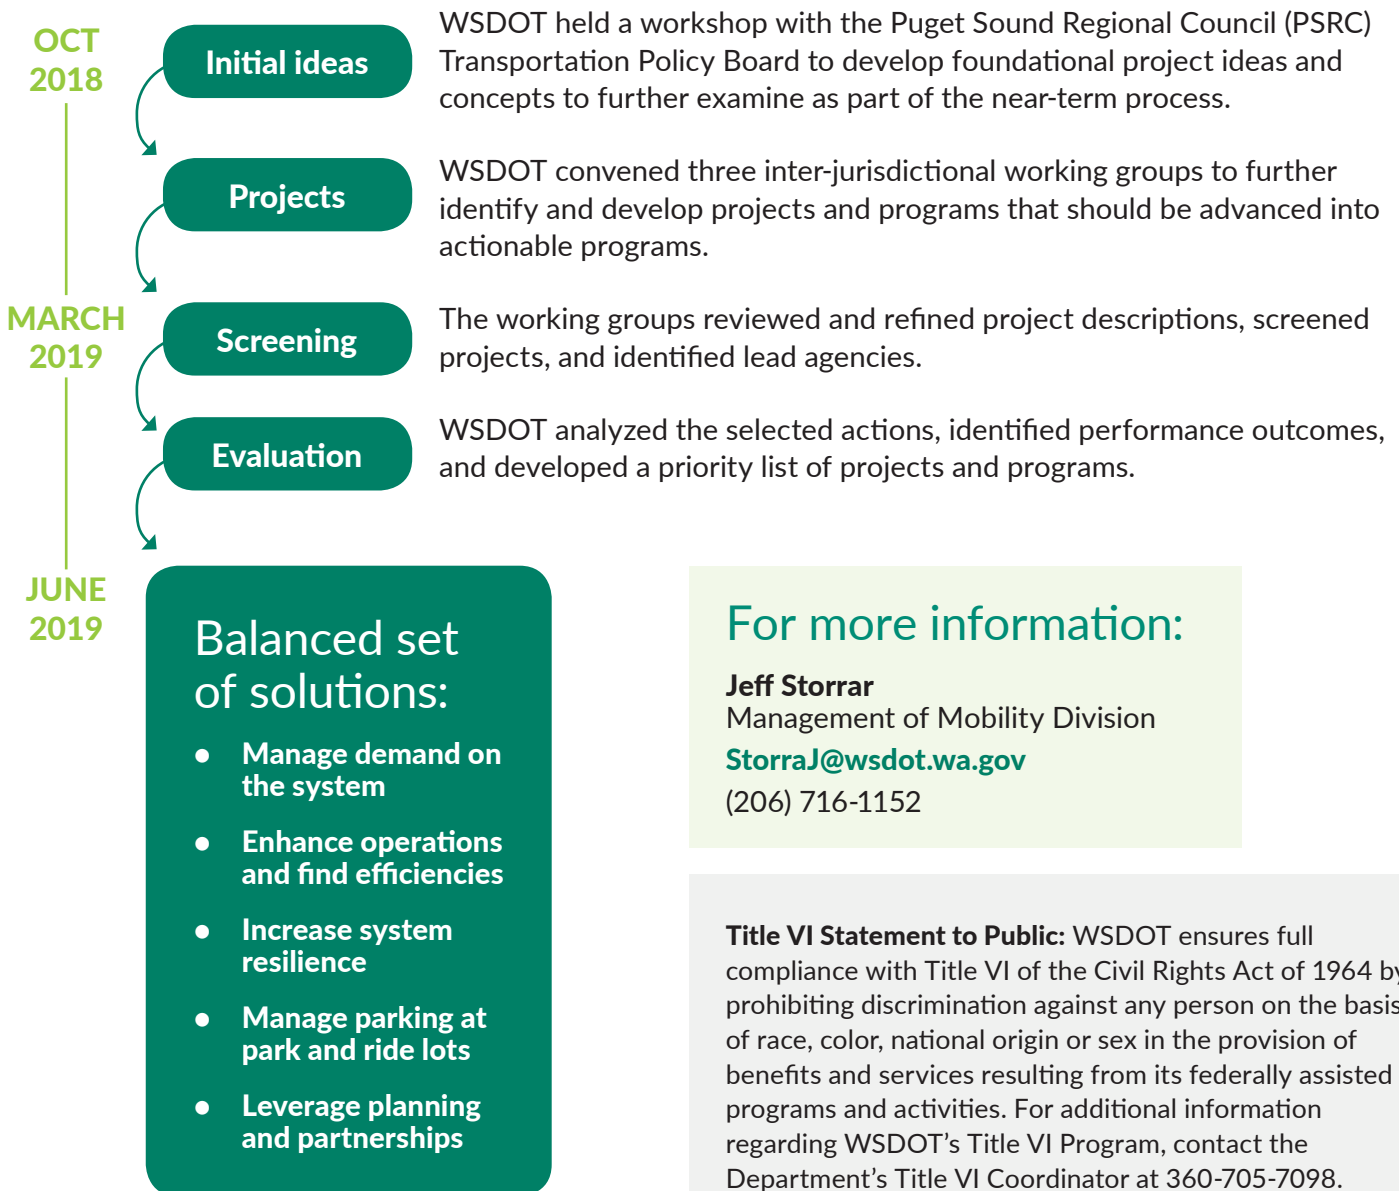 OCT
2018
Initial ideas
WSDOT held a workshop with the Puget Sound Regional Council (PSRC)
Transportation Policy Board to develop foundational project ideas and
concepts to further examine as part of the near-term process.
Projects
WSDOT convened three inter-jurisdictional working groups to further
identify and develop projects and programs that should be advanced into
actionable programs.
MARCH
2019
Screening
The working groups reviewed and refined project descriptions, screened
projects, and identified lead agencies.
Evaluation
WSDOT analyzed the selected actions, identified performance outcomes,
and developed a priority list of projects and programs.
JUNE
2019
Balanced set
of solutions:
● Manage demand on
the system
● Enhance operations
and find efficiencies
● Increase system
resilience
● Manage parking at
park and ride lots
● Leverage planning
and partnerships
For more information:
Jeff Storrar
Management of Mobility Division
StorraJ@wsdot.wa.gov
(206) 716-1152
Title VI Statement to Public: WSDOT ensures full
compliance with Title VI of the Civil Rights Act of 1964 by
prohibiting discrimination against any person on the basis
of race, color, national origin or sex in the provision of
benefits and services resulting from its federally assisted
programs and activities. For additional information
regarding WSDOT's Title VI Program, contact the
Department's Title VI Coordinator at 360-705-7098.